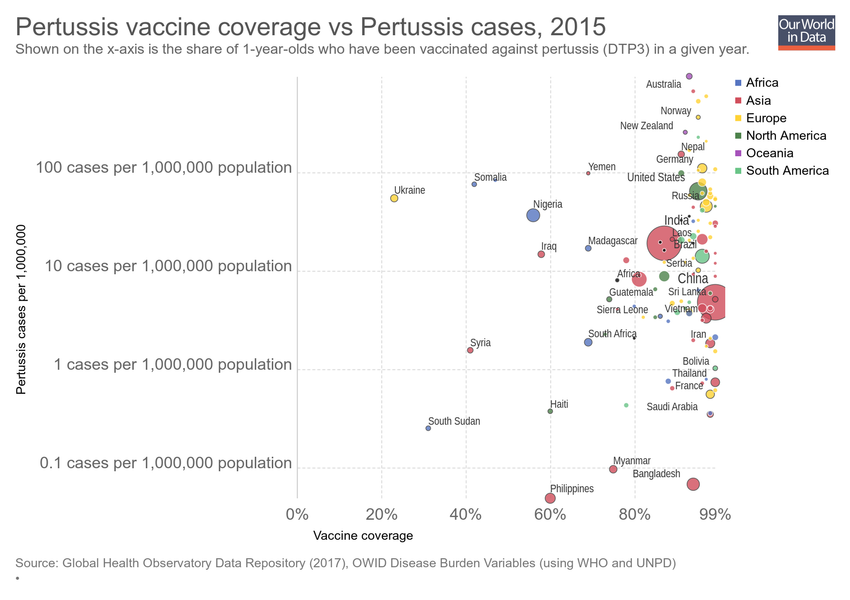 Pertussis vaccine coverage vs Pertussis cases, 2015
Shown on the x-axis is the share of 1-year-olds who have been vaccinated against pertussis (DTP3) in a given year.
Our World
in Data
Africa
Asia
Europe
North America
Oceania
South America
Pertussis cases per 1,000,000
100 cases per 1,000,000 population
10 cases per 1,000,000 population
1 cases per 1,000,000 population
0.1 cases per 1,000,000 population
Australia
Norway
New Zealand
Nepal
Germany
Yemen
United States
Somalia
Ukraine
Russia
Nigeria
India
Laos
Madagascar
Brazil
Iraq
Serbia
Africa
China
Guatemala
Sri Lanka
Sierra Leone
Vietnam
South Africa
Iran
Syria
Bolivia
Thailand
France
Haiti
Saudi Arabia
South Sudan
Myanmar
Bangladesh
Philippines
0%
20%
40%
60%
80%
99%
Vaccine coverage
Source: Global Health Observatory Data Repository (2017), OWID Disease Burden Variables (using WHO and UNPD)
•